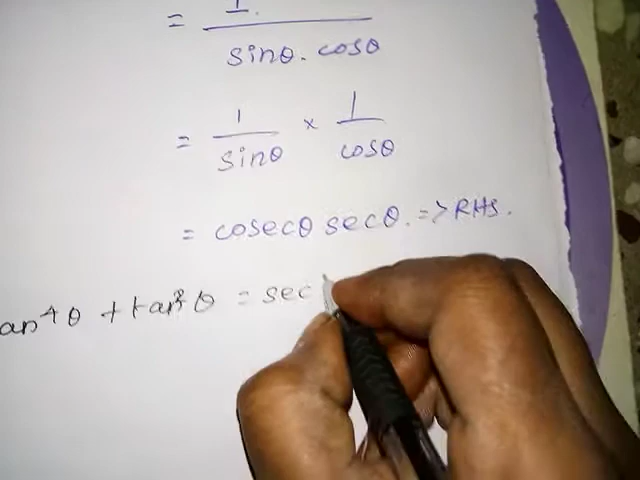 = 1
sinθ. cosθ
= 1/sinθ × 1/cosθ
= cosecθ secθ. => RHS.
an⁴θ + tan²θ = sec